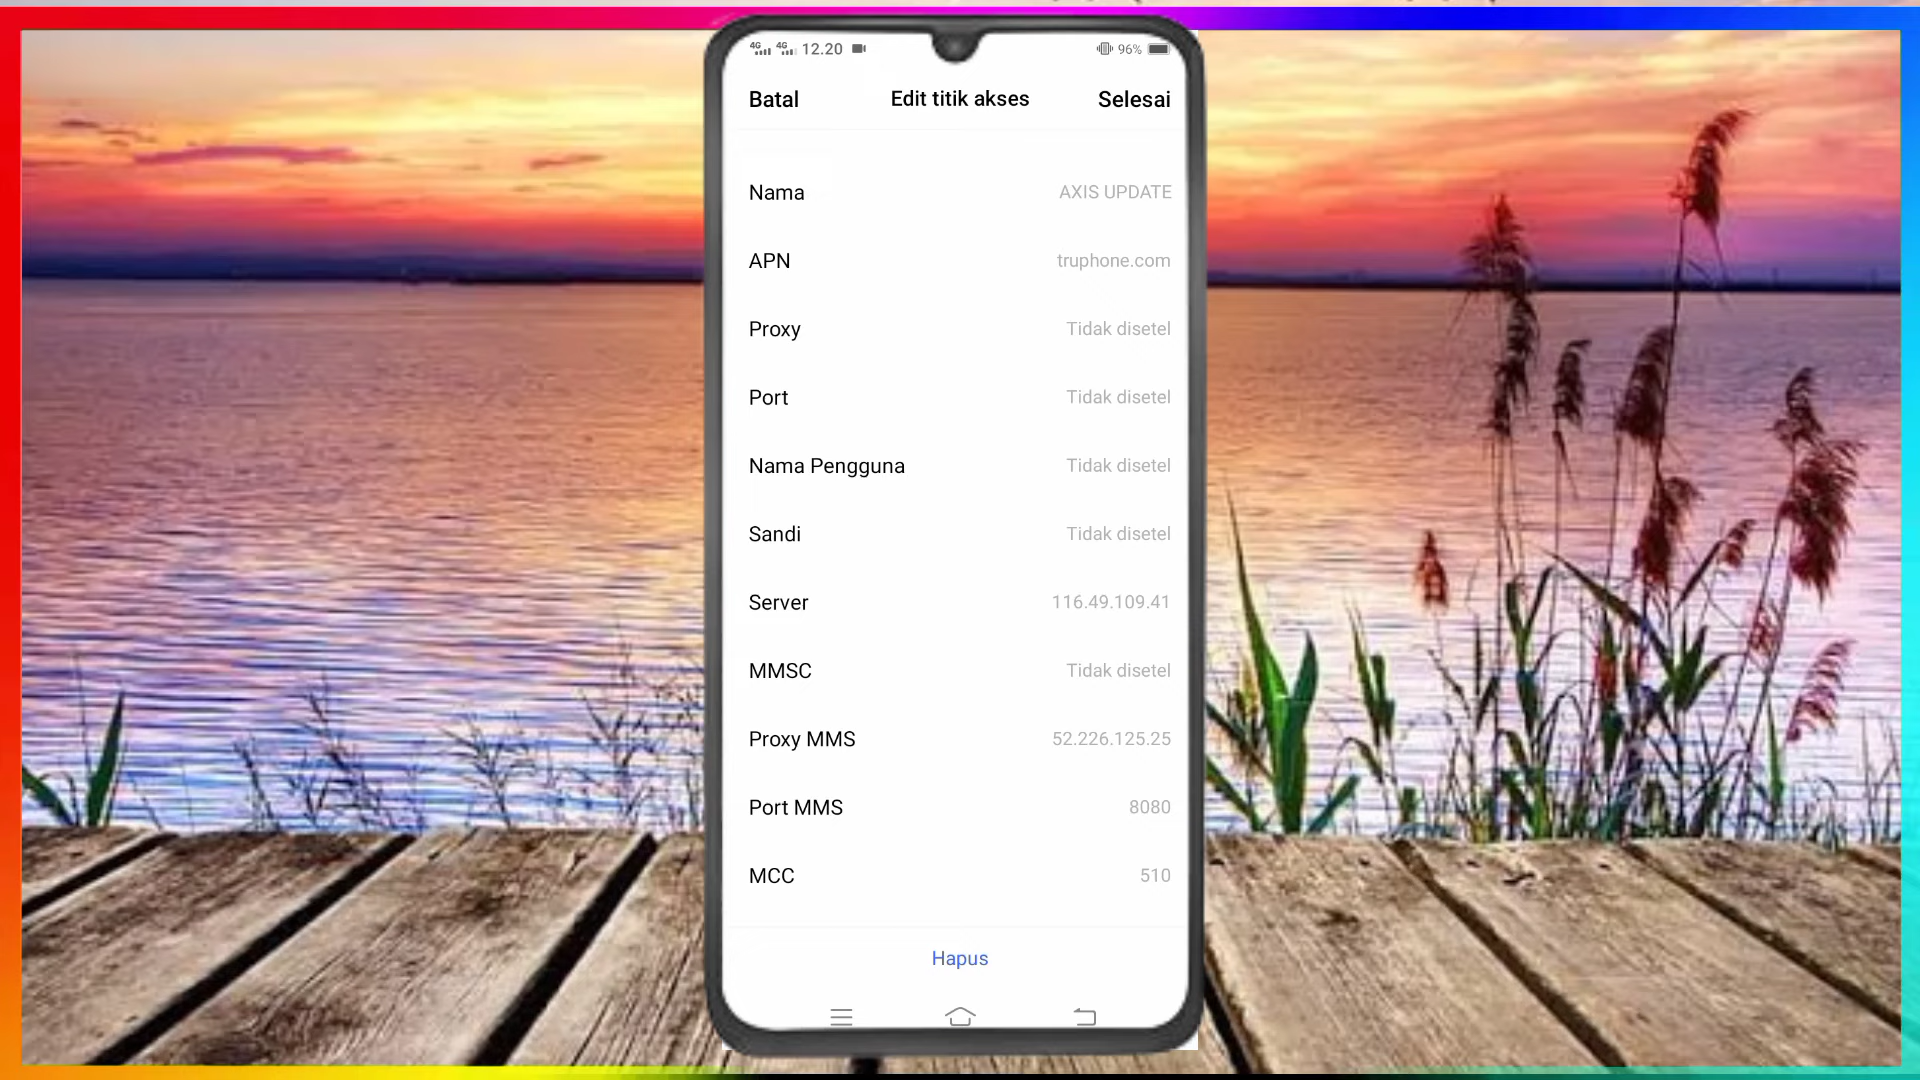 4G 4G 12.20 96%
Batal Edit titik akses Selesai
Nama AXIS UPDATE
APN truphone.com
Proxy Tidak disetel
Port Tidak disetel
Nama Pengguna Tidak disetel
Sandi Tidak disetel
Server 116.49.109.41
MMSC Tidak disetel
Proxy MMS 52.226.125.25
Port MMS 8080
MCC 510
Hapus